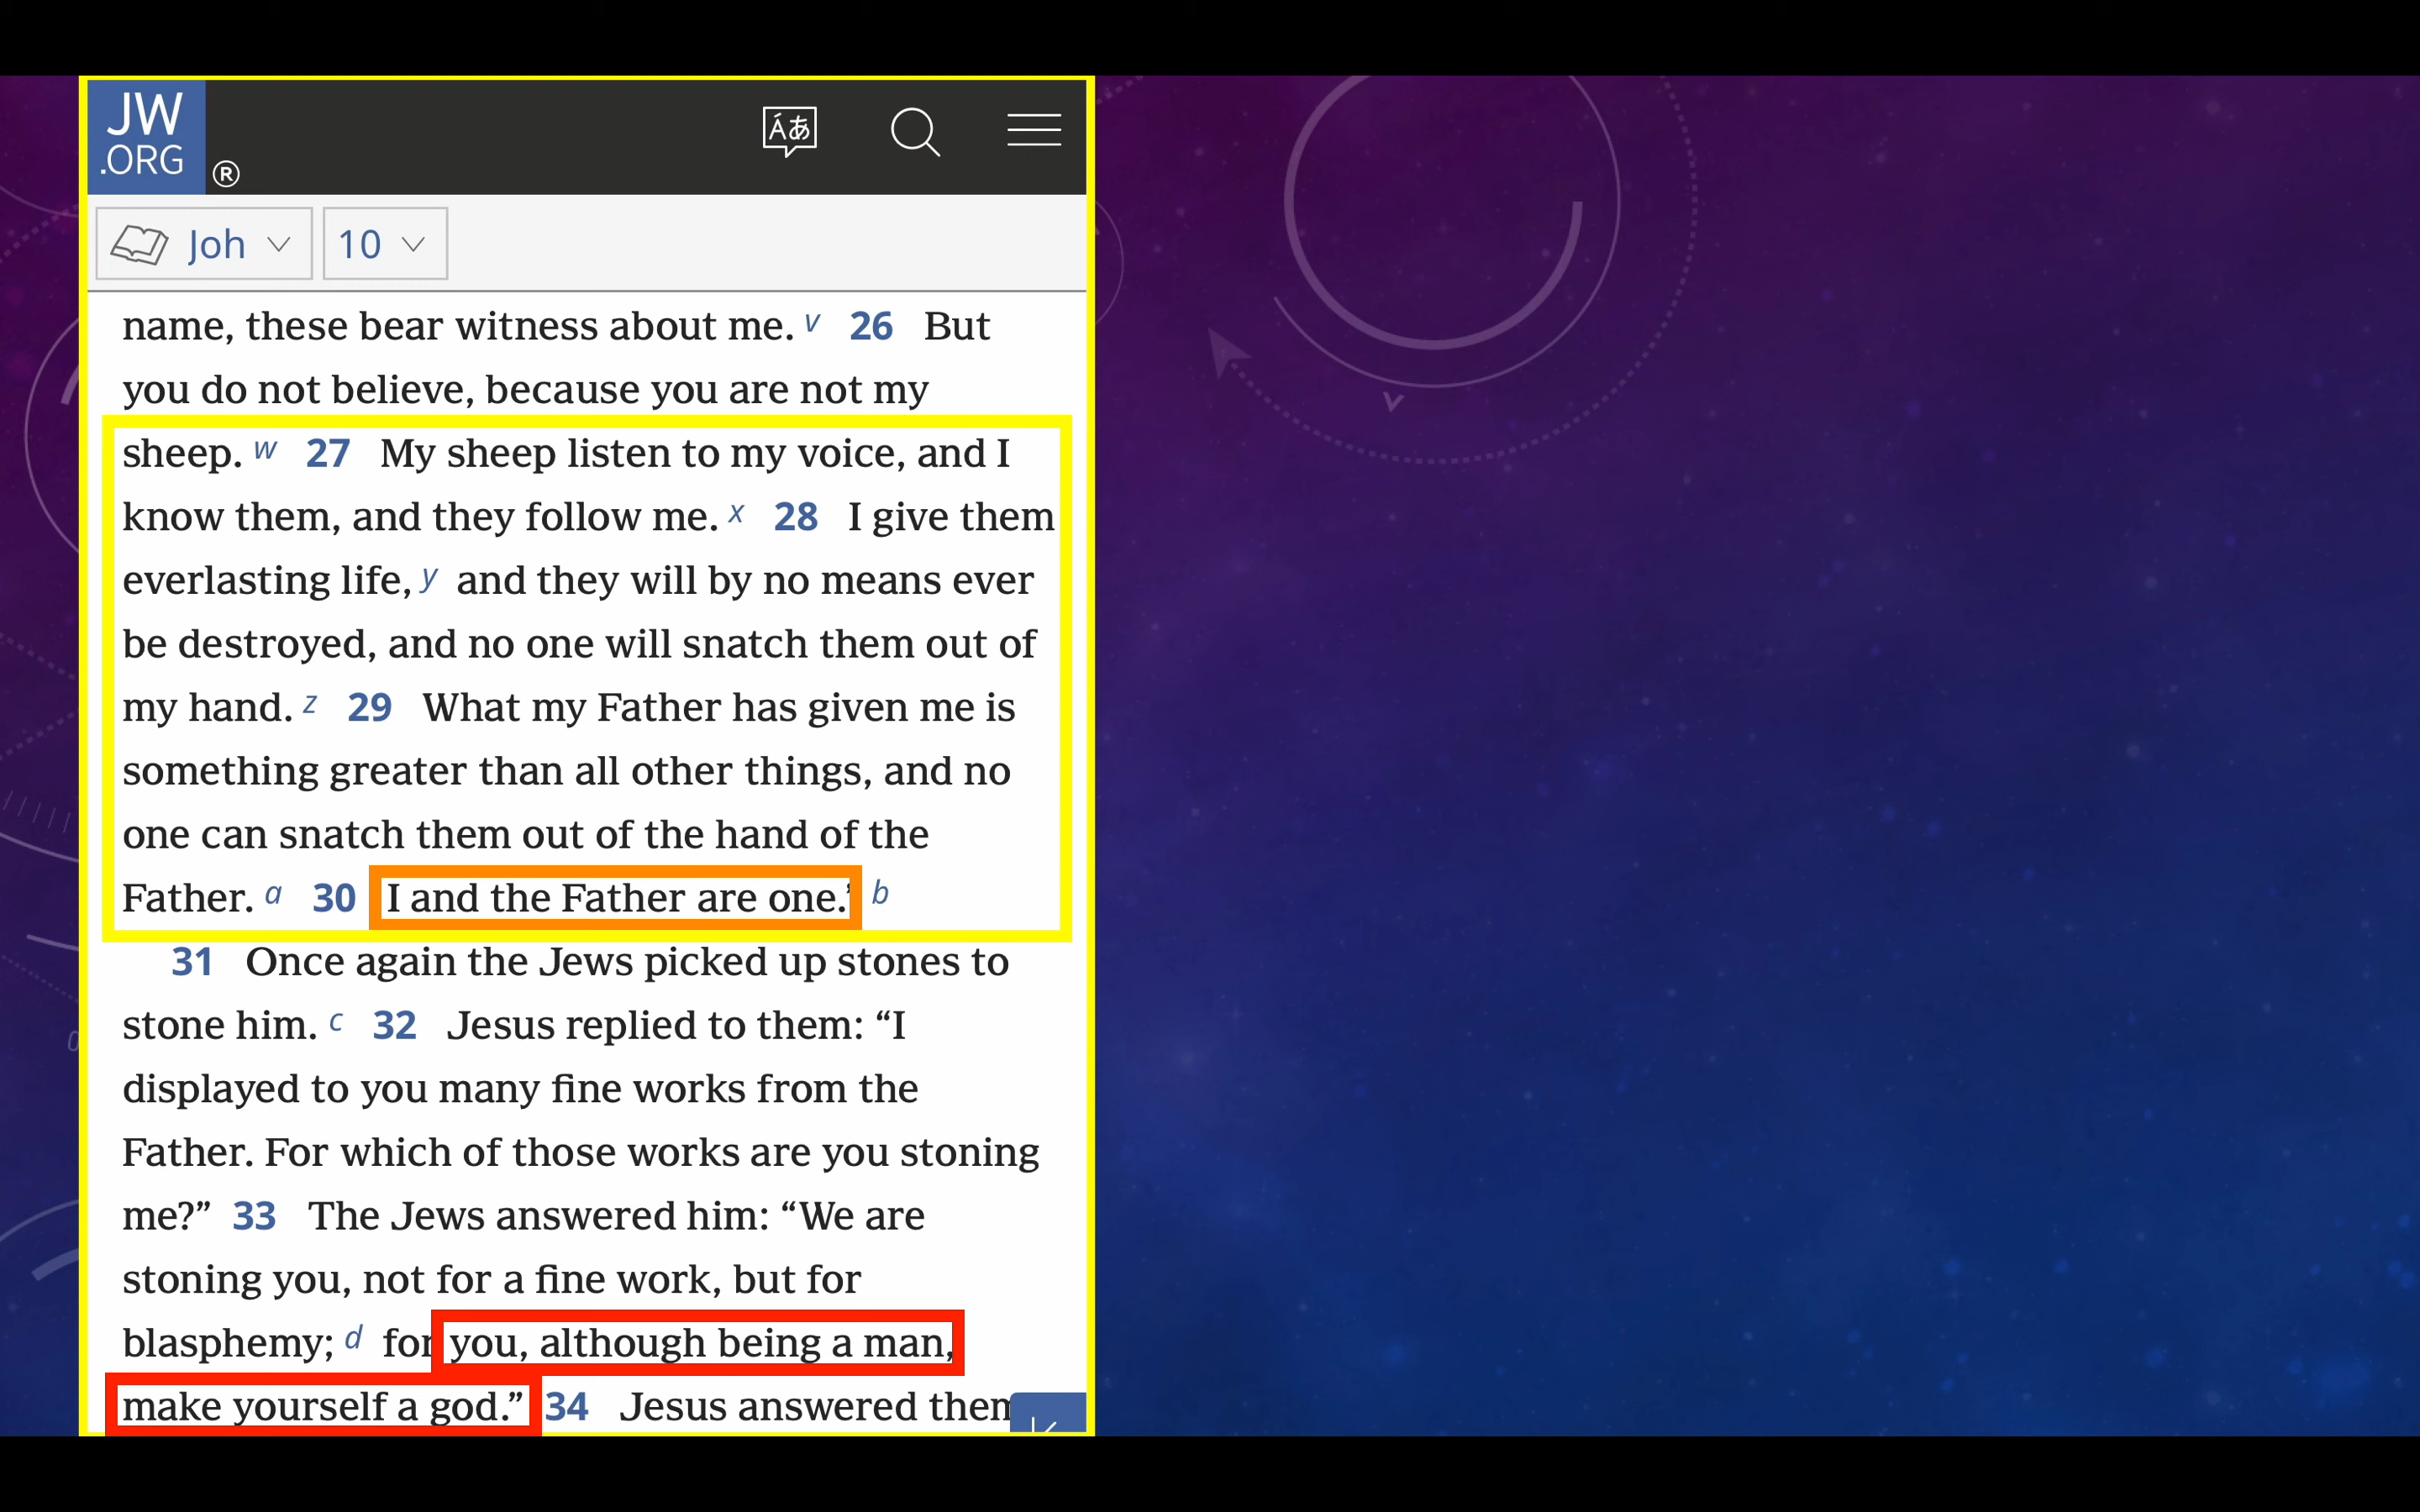 JW
.ORG
®
Áあ
Joh 10
name, these bear witness about me. v 26 But
you do not believe, because you are not my
sheep. w 27 My sheep listen to my voice, and I
know them, and they follow me. x 28 I give them
everlasting life, y and they will by no means ever
be destroyed, and no one will snatch them out of
my hand. z 29 What my Father has given me is
something greater than all other things, and no
one can snatch them out of the hand of the
Father. a 30 I and the Father are one.” b
31 Once again the Jews picked up stones to
stone him. c 32 Jesus replied to them: “I
displayed to you many fine works from the
Father. For which of those works are you stoning
me?” 33 The Jews answered him: “We are
stoning you, not for a fine work, but for
blasphemy; d for you, although being a man,
make yourself a god.” 34 Jesus answered them